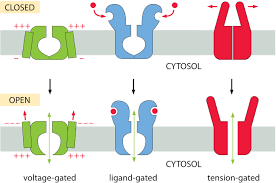 CLOSED
+++
+++
- - -
- - -
CYTOSOL
OPEN
- - -
- - -
+++
+++
CYTOSOL
voltage-gated
ligand-gated
tension-gated